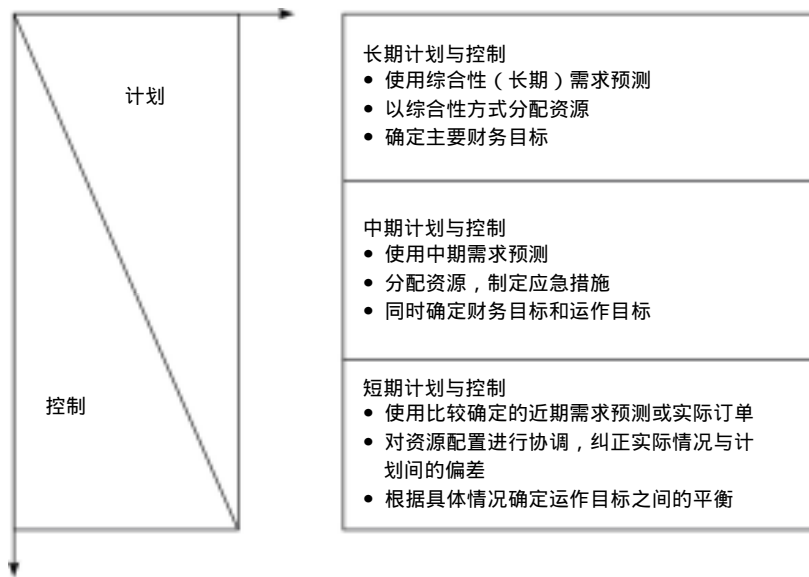 计划
控制
长期计划与控制
• 使用综合性（长期）需求预测
• 以综合性方式分配资源
• 确定主要财务目标
中期计划与控制
• 使用中期需求预测
• 分配资源，制定应急措施
• 同时确定财务目标和运作目标
短期计划与控制
• 使用比较确定的近期需求预测或实际订单
• 对资源配置进行协调，纠正实际情况与计
划间的偏差
• 根据具体情况确定运作目标之间的平衡